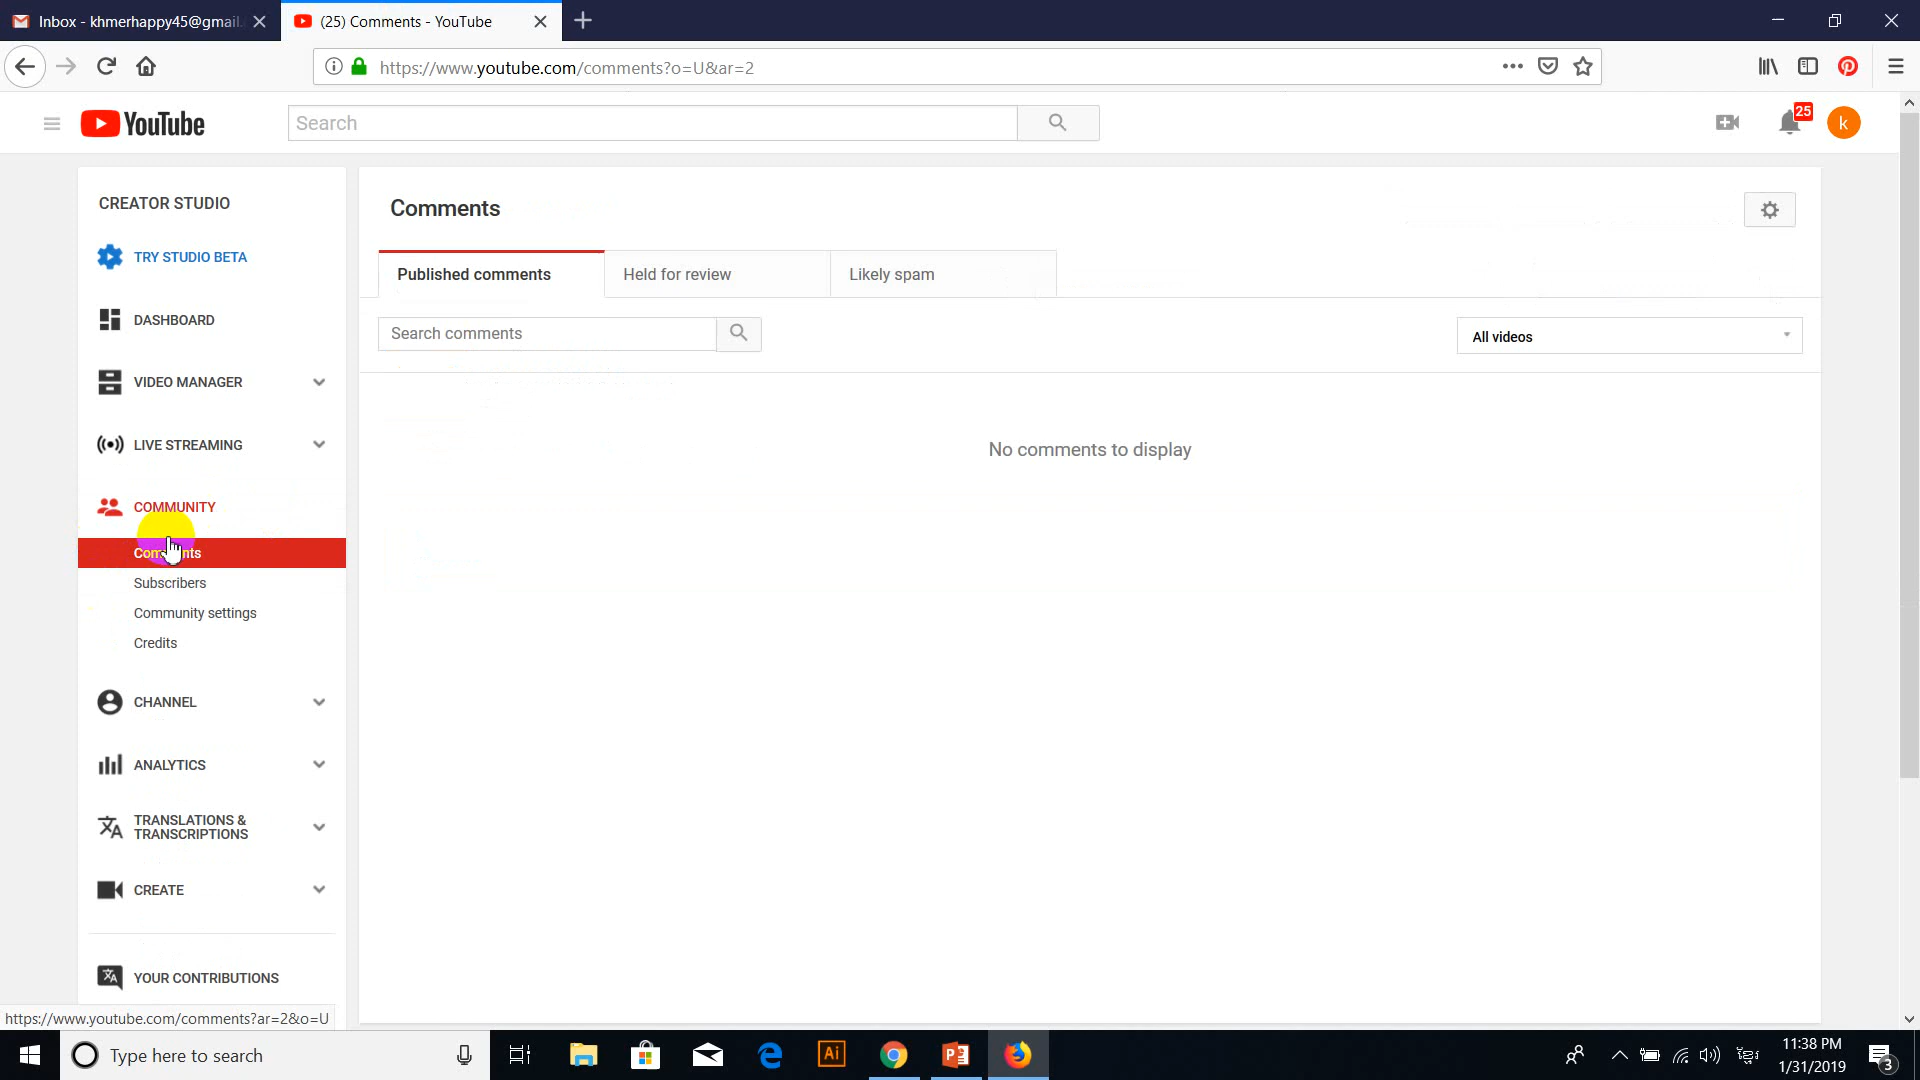 Inbox - khmerhappy45@gmail.
(25) Comments - YouTube
https://www.youtube.com/comments?o=U&ar=2
YouTube
Search
25
k
CREATOR STUDIO
TRY STUDIO BETA
DASHBOARD
VIDEO MANAGER
LIVE STREAMING
COMMUNITY
Comments
Subscribers
Community settings
Credits
CHANNEL
ANALYTICS
TRANSLATIONS &
TRANSCRIPTIONS
CREATE
YOUR CONTRIBUTIONS
https://www.youtube.com/comments?ar=2&o=U
Comments
Published comments
Held for review
Likely spam
Search comments
All videos
No comments to display
Type here to search
Ai
11:38 PM
1/31/2019
3